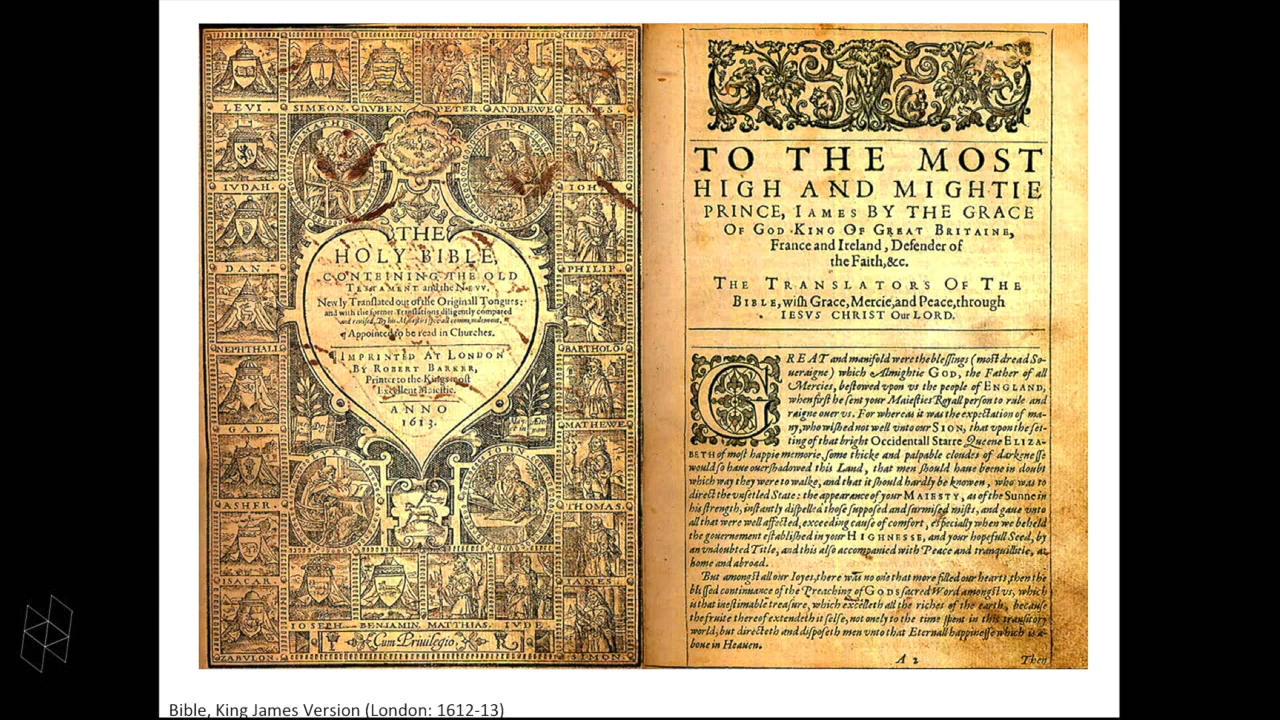 LEVI.
SIMEON.
RVBEN.
PETER.
ANDREWE
IAMES.
IVDAH.
IOHN
DAN.
PHILIP.
NEPHTHALI
BARTHOLO
GAD.
MATHEWE
ASHER.
THOMAS.
ISACAR
IAMES.
IOSEPH.
BENIAMIN.
MATTHIAS.
IVDE.
ZABVLON.
SIMON.
THE
HOLY BIBLE,
CONTEINING THE OLD
TESTAMENT and the NEVV.
Newly Translated out of the Originall Tongues:
and with the former Translations diligently compared
and reuised, By his Maiesties speciall commandement.
¶ Appointed to be read in Churches.
¶ IMPRINTED AT LONDON
BY ROBERT BARKER,
Printer to the Kings most
Excellent Maiestie.
ANNO
1613.
Cum Priuilegio
TO THE MOST
HIGH AND MIGHTIE
PRINCE, IAMES BY THE GRACE
OF GOD KING OF GREAT BRITAINE,
France and Ireland, Defender of
the Faith, &c.
THE TRANSLATORS OF THE
BIBLE, wish Grace, Mercie, and Peace, through
IESVS CHRIST Our LORD.
GREAT and manifold were the blessings (most dread So-
ueraigne) which Almightie GOD, the Father of all
Mercies, bestowed vpon vs the people of ENGLAND,
when first he sent your Maiesties Royall person to rule and
raigne ouer vs. For whereas it was the expectation of ma-
ny, who wished not well vnto our SION, that vpon the set-
ting of that bright Occidentall Starre Queene ELIZA-
BETH of most happie memorie, some thicke and palpable cloudes of darkenesse
would so haue ouershadowed this Land, that men should haue beene in doubt
which way they were to walke, and that it should hardly be knowen, who was to
direct the vnsetled State: the appearance of your MAIESTY, as of the Sunne in
his strength, instantly dispelled those supposed and surmised mists, and gaue vnto
all that were well affected, exceeding cause of comfort, especially when we beheld
the gouernement established in your HIGHNESSE, and your hopefull Seed, by
an vndoubted Title, and this also accompanied with Peace and tranquillitie, at
home and abroad.
But amongst all our Ioyes, there was no one that more filled our hearts, then the
blessed continuance of the Preaching of GODS sacred Word amongst vs, which
is that inestimable treasure, which excelleth all the riches of the earth, because
the fruite thereof extendeth it selfe, not onely to the time spent in this transitory
world, but directeth and disposeth men vnto that Eternall happinesse which is a-
boue in Heauen.
A 2
Then
Bible, King James Version (London: 1612-13)